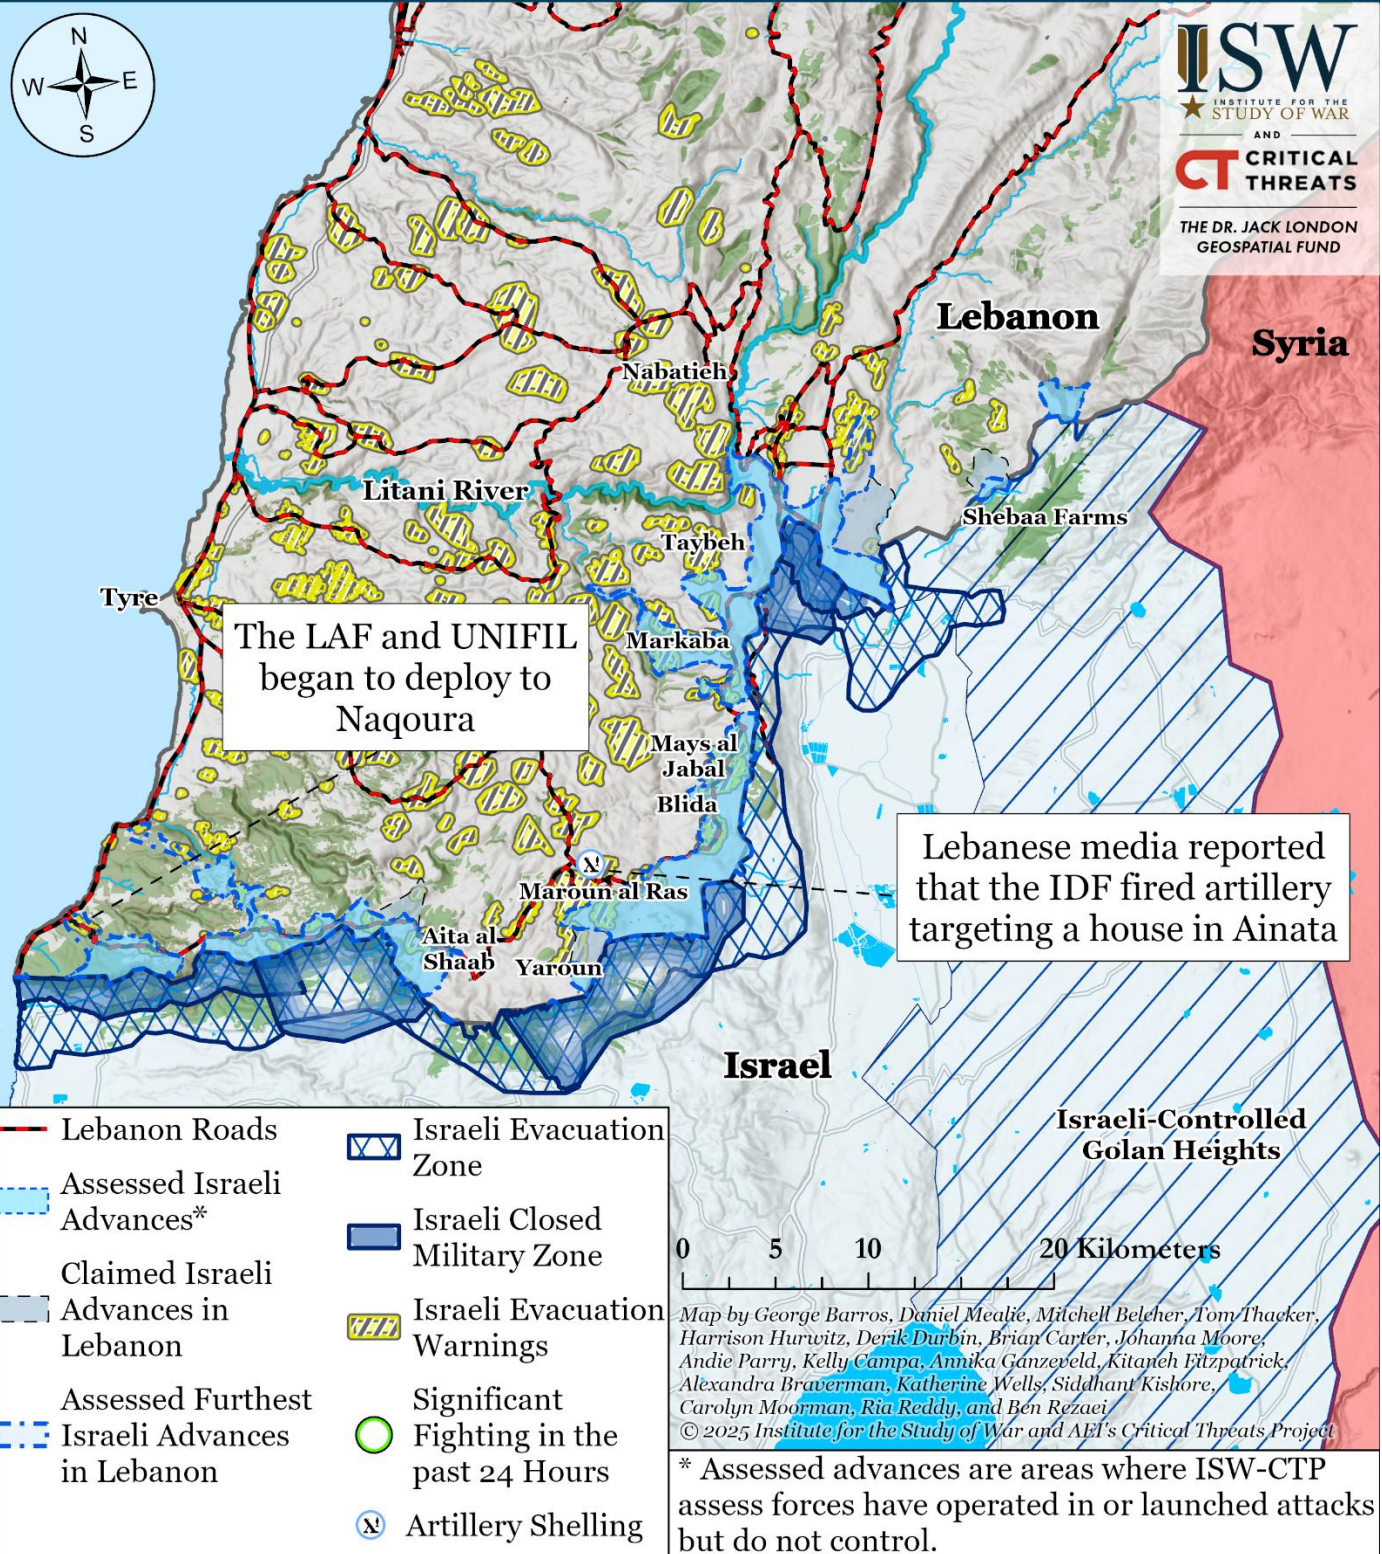 N
W E
S
ISW
INSTITUTE FOR THE
STUDY OF WAR
AND
CT CRITICAL
THREATS
THE DR. JACK LONDON
GEOSPATIAL FUND
Lebanon
Syria
Nabatieh
Litani River
Shebaa Farms
Taybeh
Tyre
The LAF and UNIFIL
began to deploy to
Naqoura
Markaba
Mays al
Jabal
Blida
Lebanese media reported
that the IDF fired artillery
targeting a house in Ainata
Maroun al Ras
Aita al
Shaab
Yaroun
Israel
Israeli-Controlled
Golan Heights
Lebanon Roads
Assessed Israeli
Advances*
Claimed Israeli
Advances in
Lebanon
Assessed Furthest
Israeli Advances
in Lebanon
Israeli Evacuation
Zone
Israeli Closed
Military Zone
Israeli Evacuation
Warnings
Significant
Fighting in the
past 24 Hours
Artillery Shelling
0 5 10 20 Kilometers
Map by George Barros, Daniel Mealie, Mitchell Belcher, Tom Thacker,
Harrison Hurwitz, Derik Durbin, Brian Carter, Johanna Moore,
Andie Parry, Kelly Campa, Annika Ganzeveld, Kitaneh Fitzpatrick,
Alexandra Braverman, Katherine Wells, Siddhant Kishore,
Carolyn Moorman, Ria Reddy, and Ben Rezaei
© 2025 Institute for the Study of War and AEI's Critical Threats Project
* Assessed advances are areas where ISW-CTP
assess forces have operated in or launched attacks
but do not control.